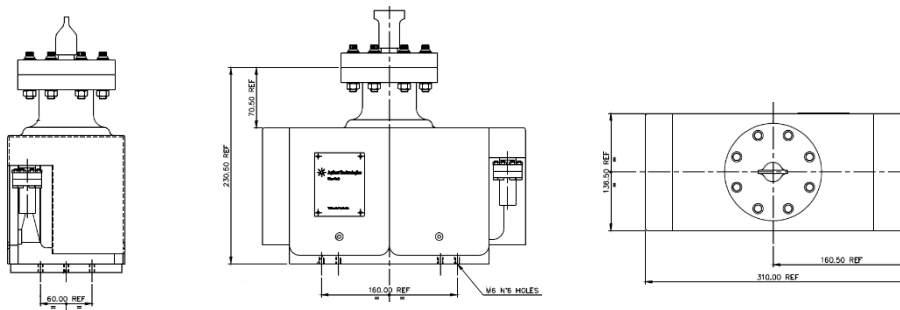 60.00 REF
=   =
230.50 REF
70.50 REF
Agilent Technologies
160.00 REF
=   =
M6 N°6 HOLES
136.50 REF
=   =
160.50 REF
310.00 REF